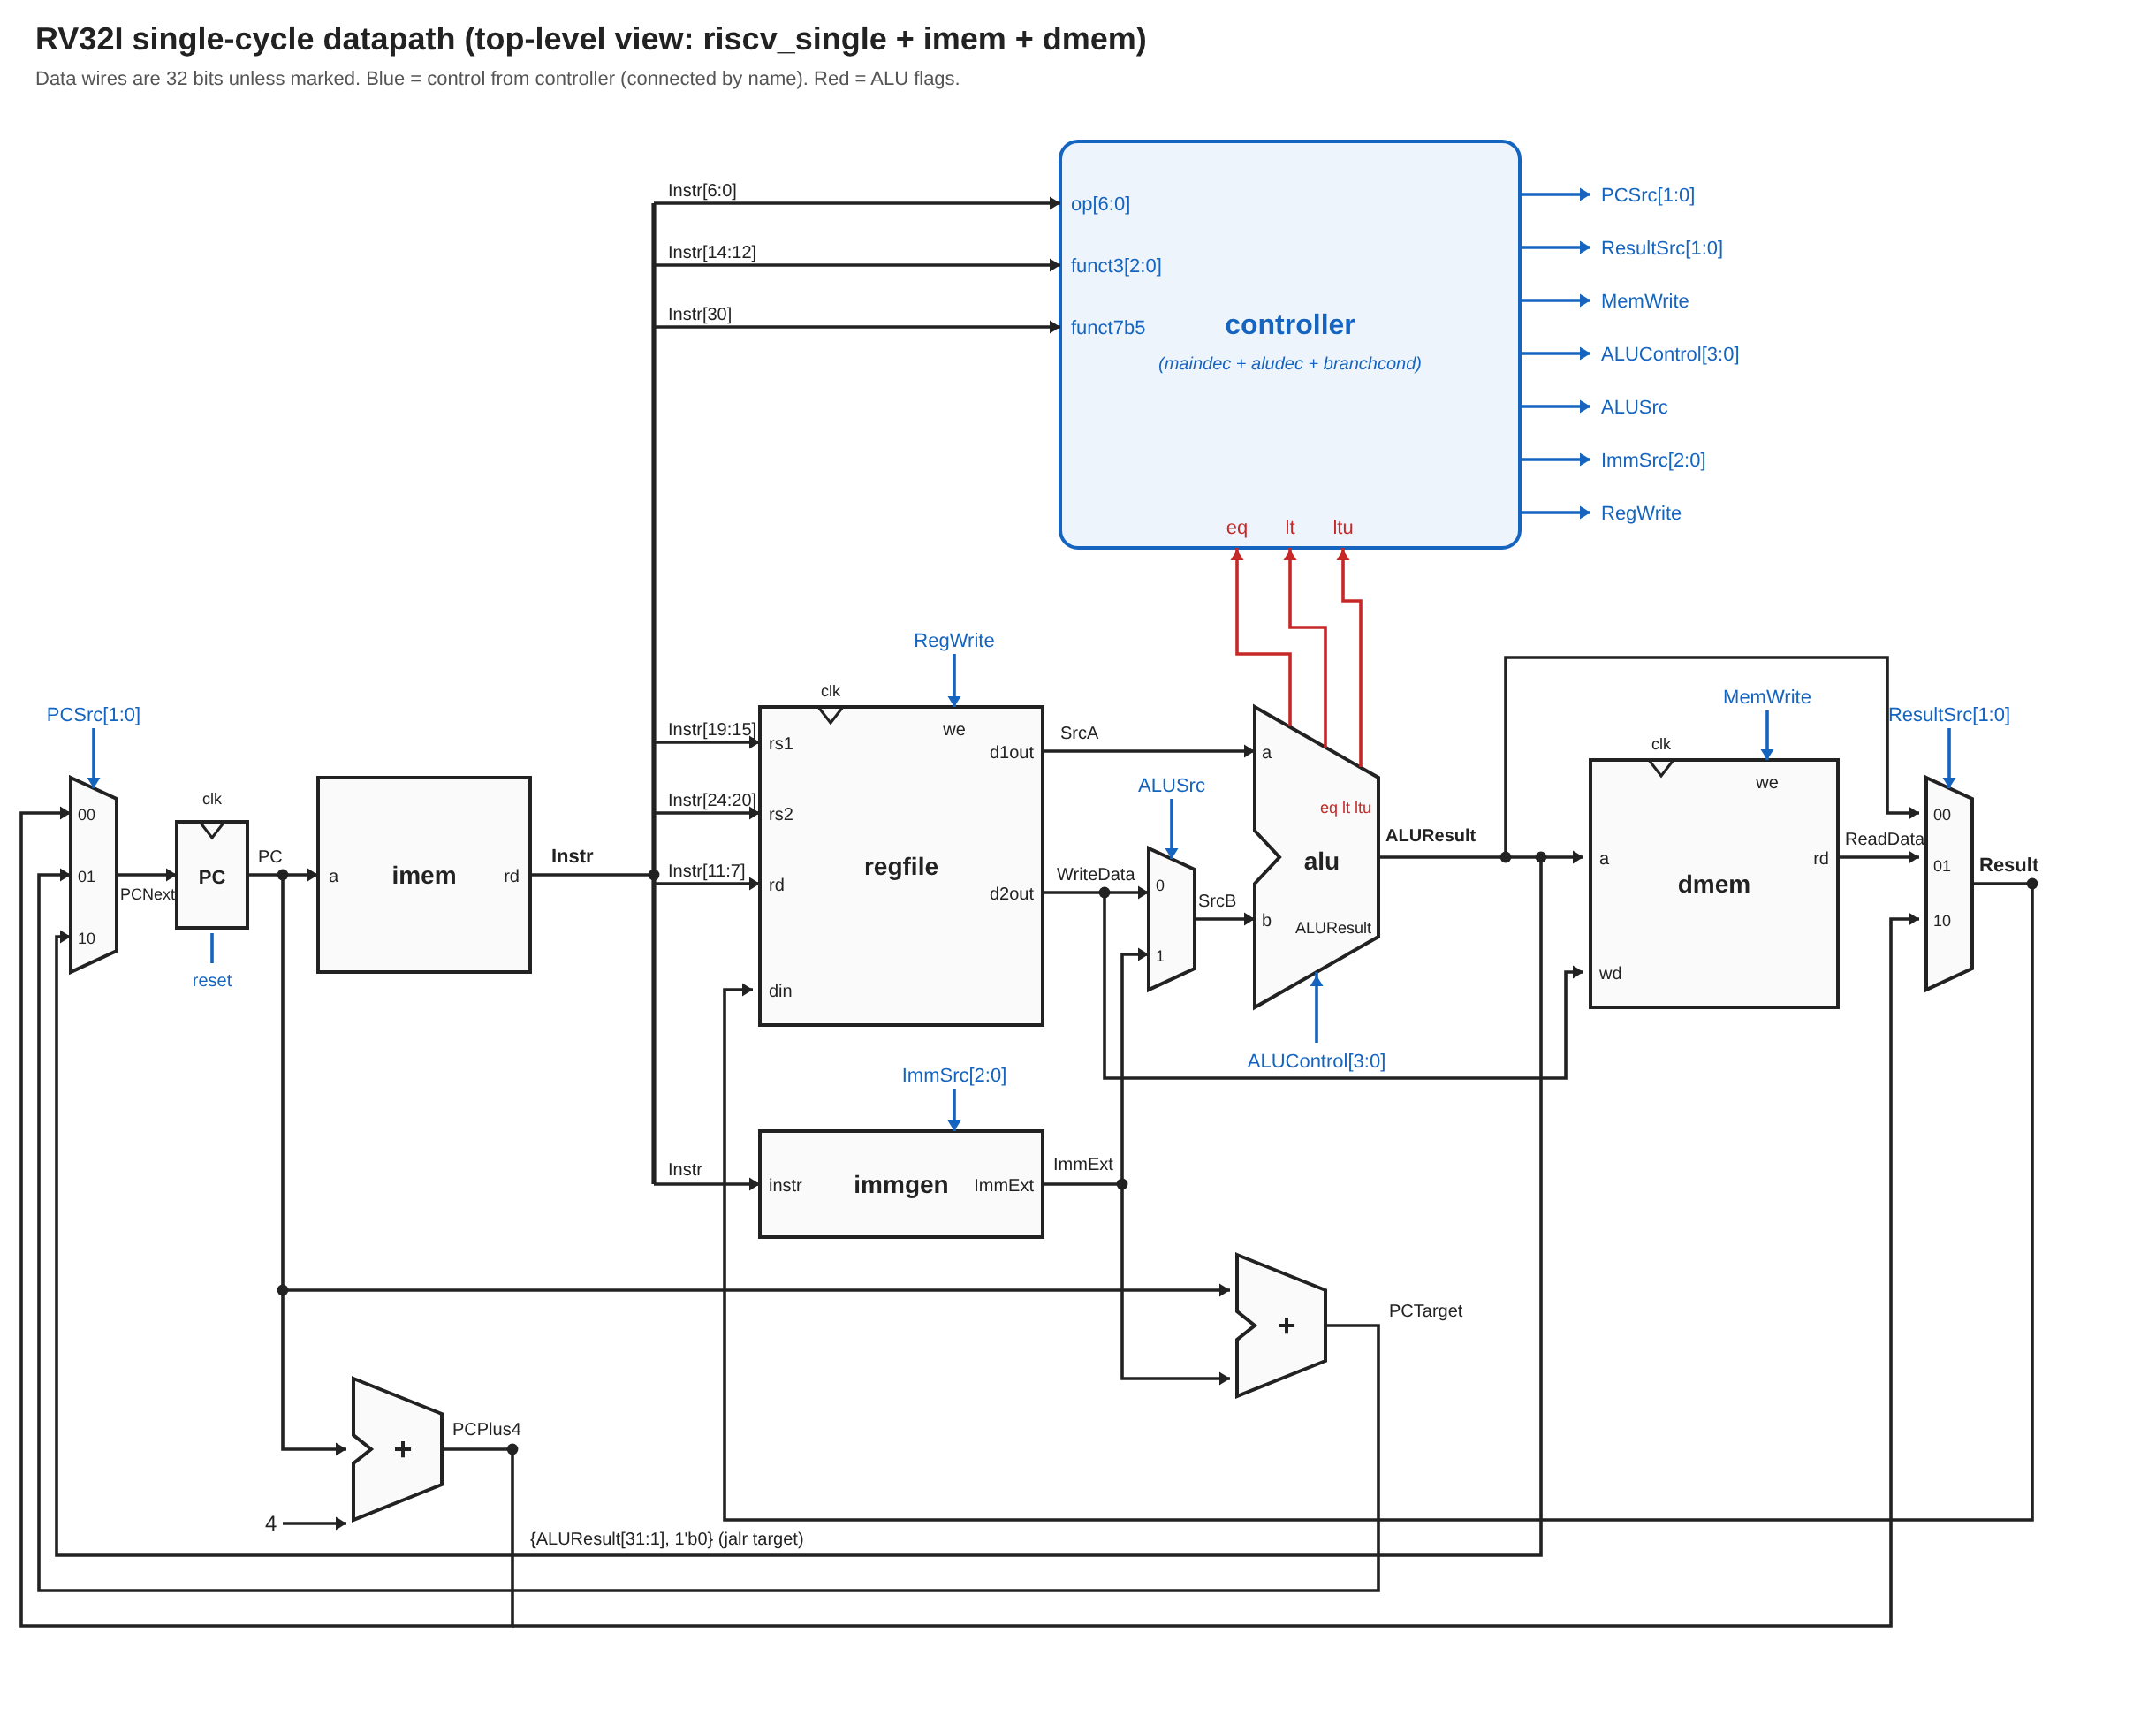 RV32I single-cycle datapath (top-level view: riscv_single + imem + dmem)
Data wires are 32 bits unless marked. Blue = control from controller (connected by name). Red = ALU flags.
Instr[6:0]
op[6:0]
Instr[14:12]
funct3[2:0]
Instr[30]
funct7b5
controller
(maindec + aludec + branchcond)
eq lt ltu
PCSrc[1:0]
ResultSrc[1:0]
MemWrite
ALUControl[3:0]
ALUSrc
ImmSrc[2:0]
RegWrite
PCSrc[1:0]
00
01
10
PCNext
clk
PC
reset
PC
a
imem
rd
Instr
Instr[19:15]
Instr[24:20]
Instr[11:7]
RegWrite
clk
we
rs1
rs2
rd
din
regfile
d1out
d2out
SrcA
WriteData
ALUSrc
0
1
SrcB
a
b
eq lt ltu
alu
ALUResult
ALUControl[3:0]
ALUResult
MemWrite
clk
we
a
wd
dmem
rd
ReadData
ResultSrc[1:0]
00
01
10
Result
ImmSrc[2:0]
Instr
instr
immgen
ImmExt
ImmExt
+
PCTarget
+
4
PCPlus4
{ALUResult[31:1], 1'b0} (jalr target)